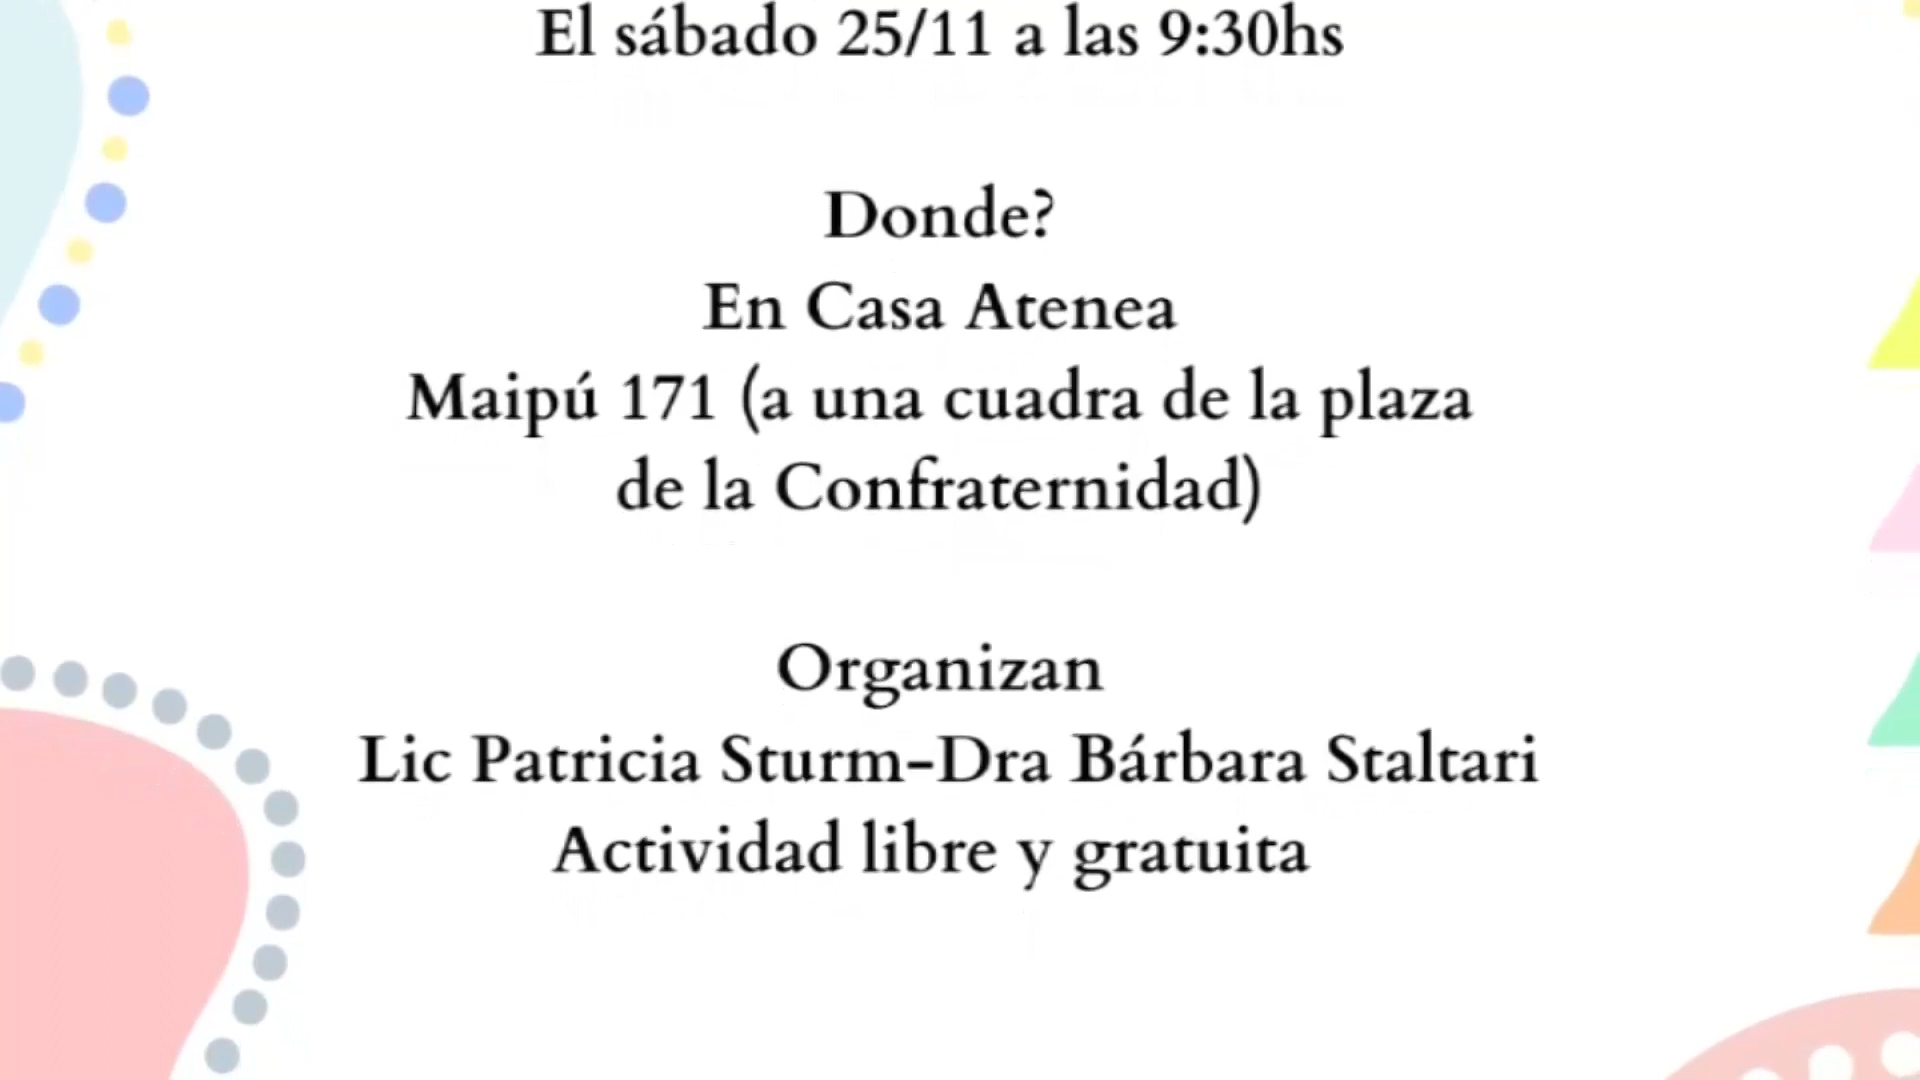 El sábado 25/11 a las 9:30hs
Donde?
En Casa Atenea
Maipú 171 (a una cuadra de la plaza
de la Confraternidad)
Organizan
Lic Patricia Sturm-Dra Bárbara Staltari
Actividad libre y gratuita